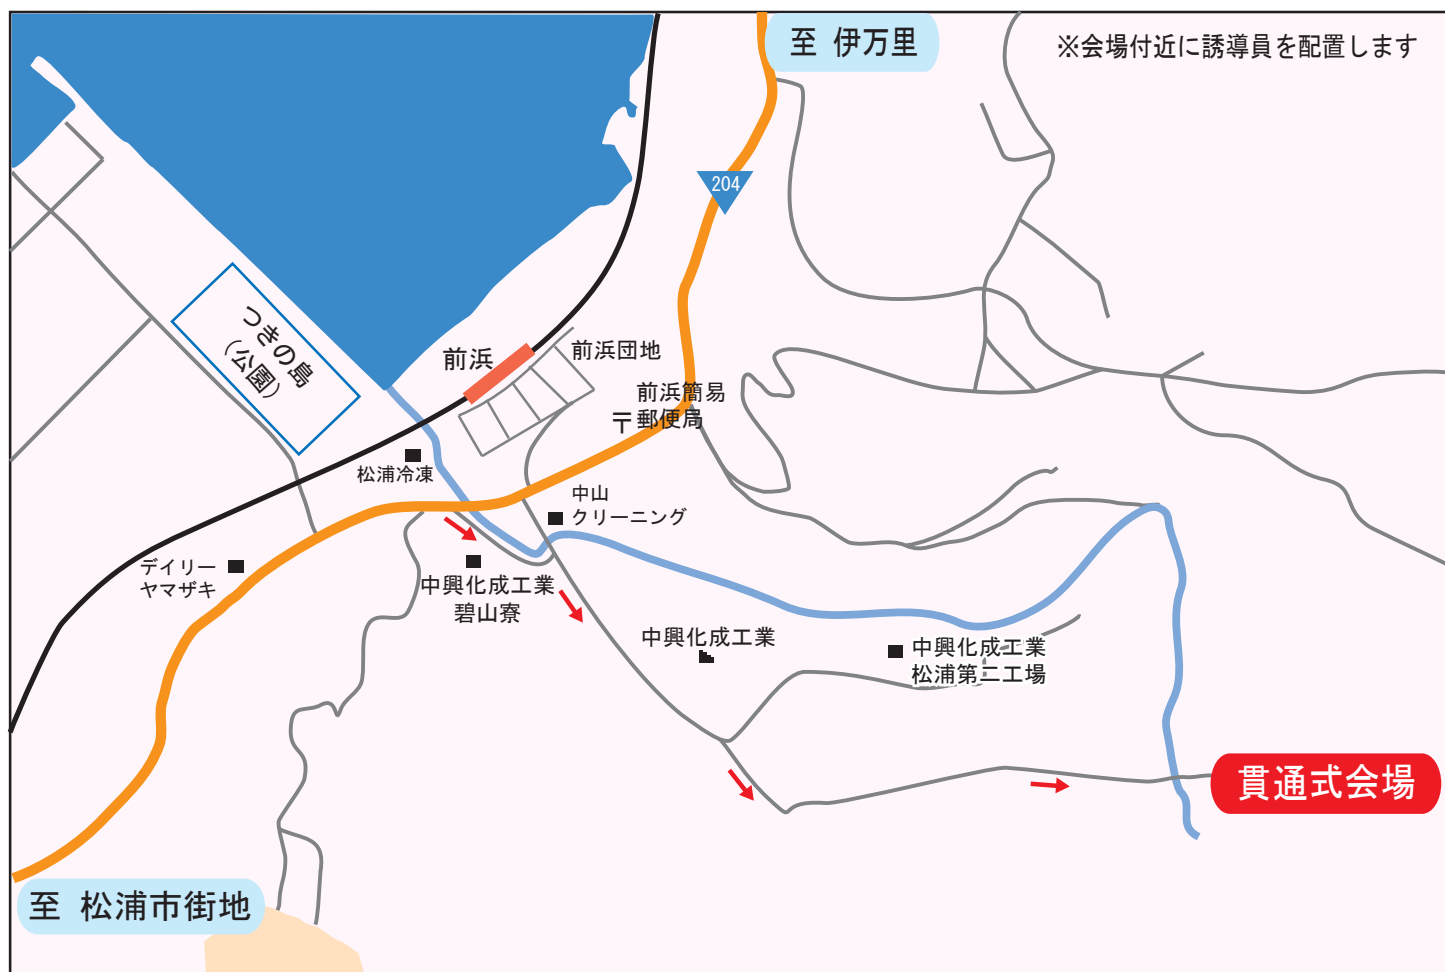 至 伊万里
※会場付近に誘導員を配置します
204
つきの島
（公園）
前浜
前浜団地
前浜簡易
〒郵便局
松浦冷凍
中山
クリーニング
デイリー
ヤマザキ
中興化成工業
碧山寮
中興化成工業
中興化成工業
松浦第二工場
貫通式会場
至 松浦市街地